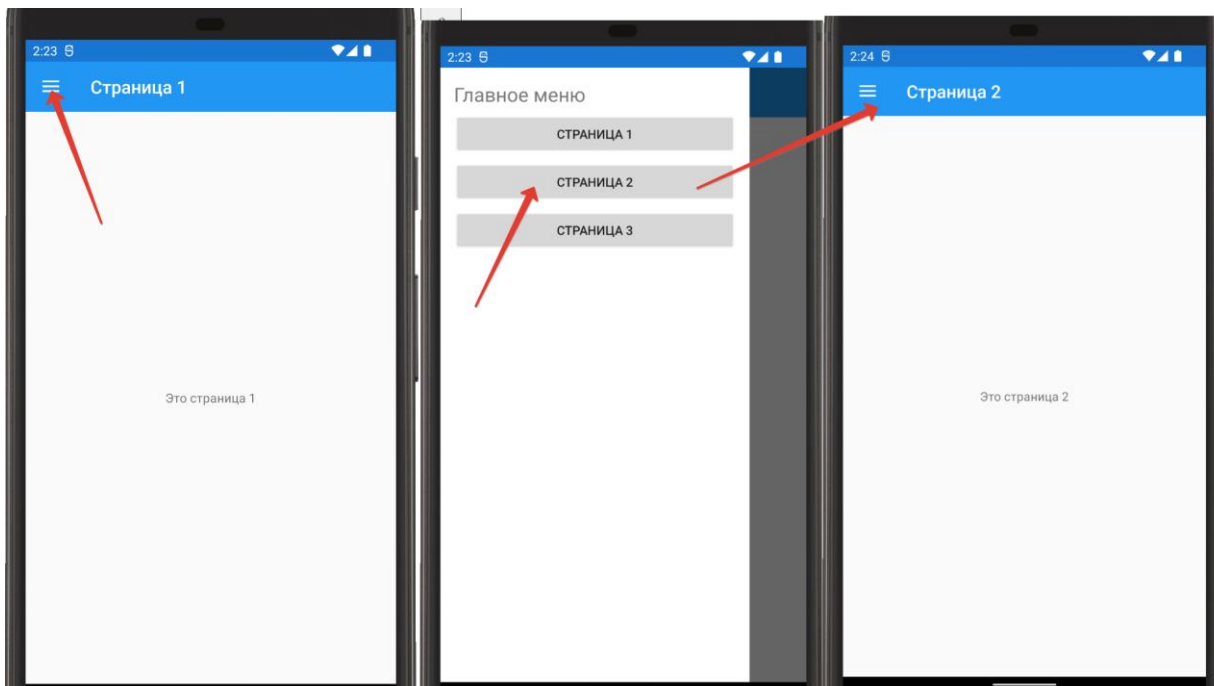 2:23
Страница 1
Это страница 1
2:23
Главное меню
СТРАНИЦА 1
СТРАНИЦА 2
СТРАНИЦА 3
2:24
Страница 2
Это страница 2